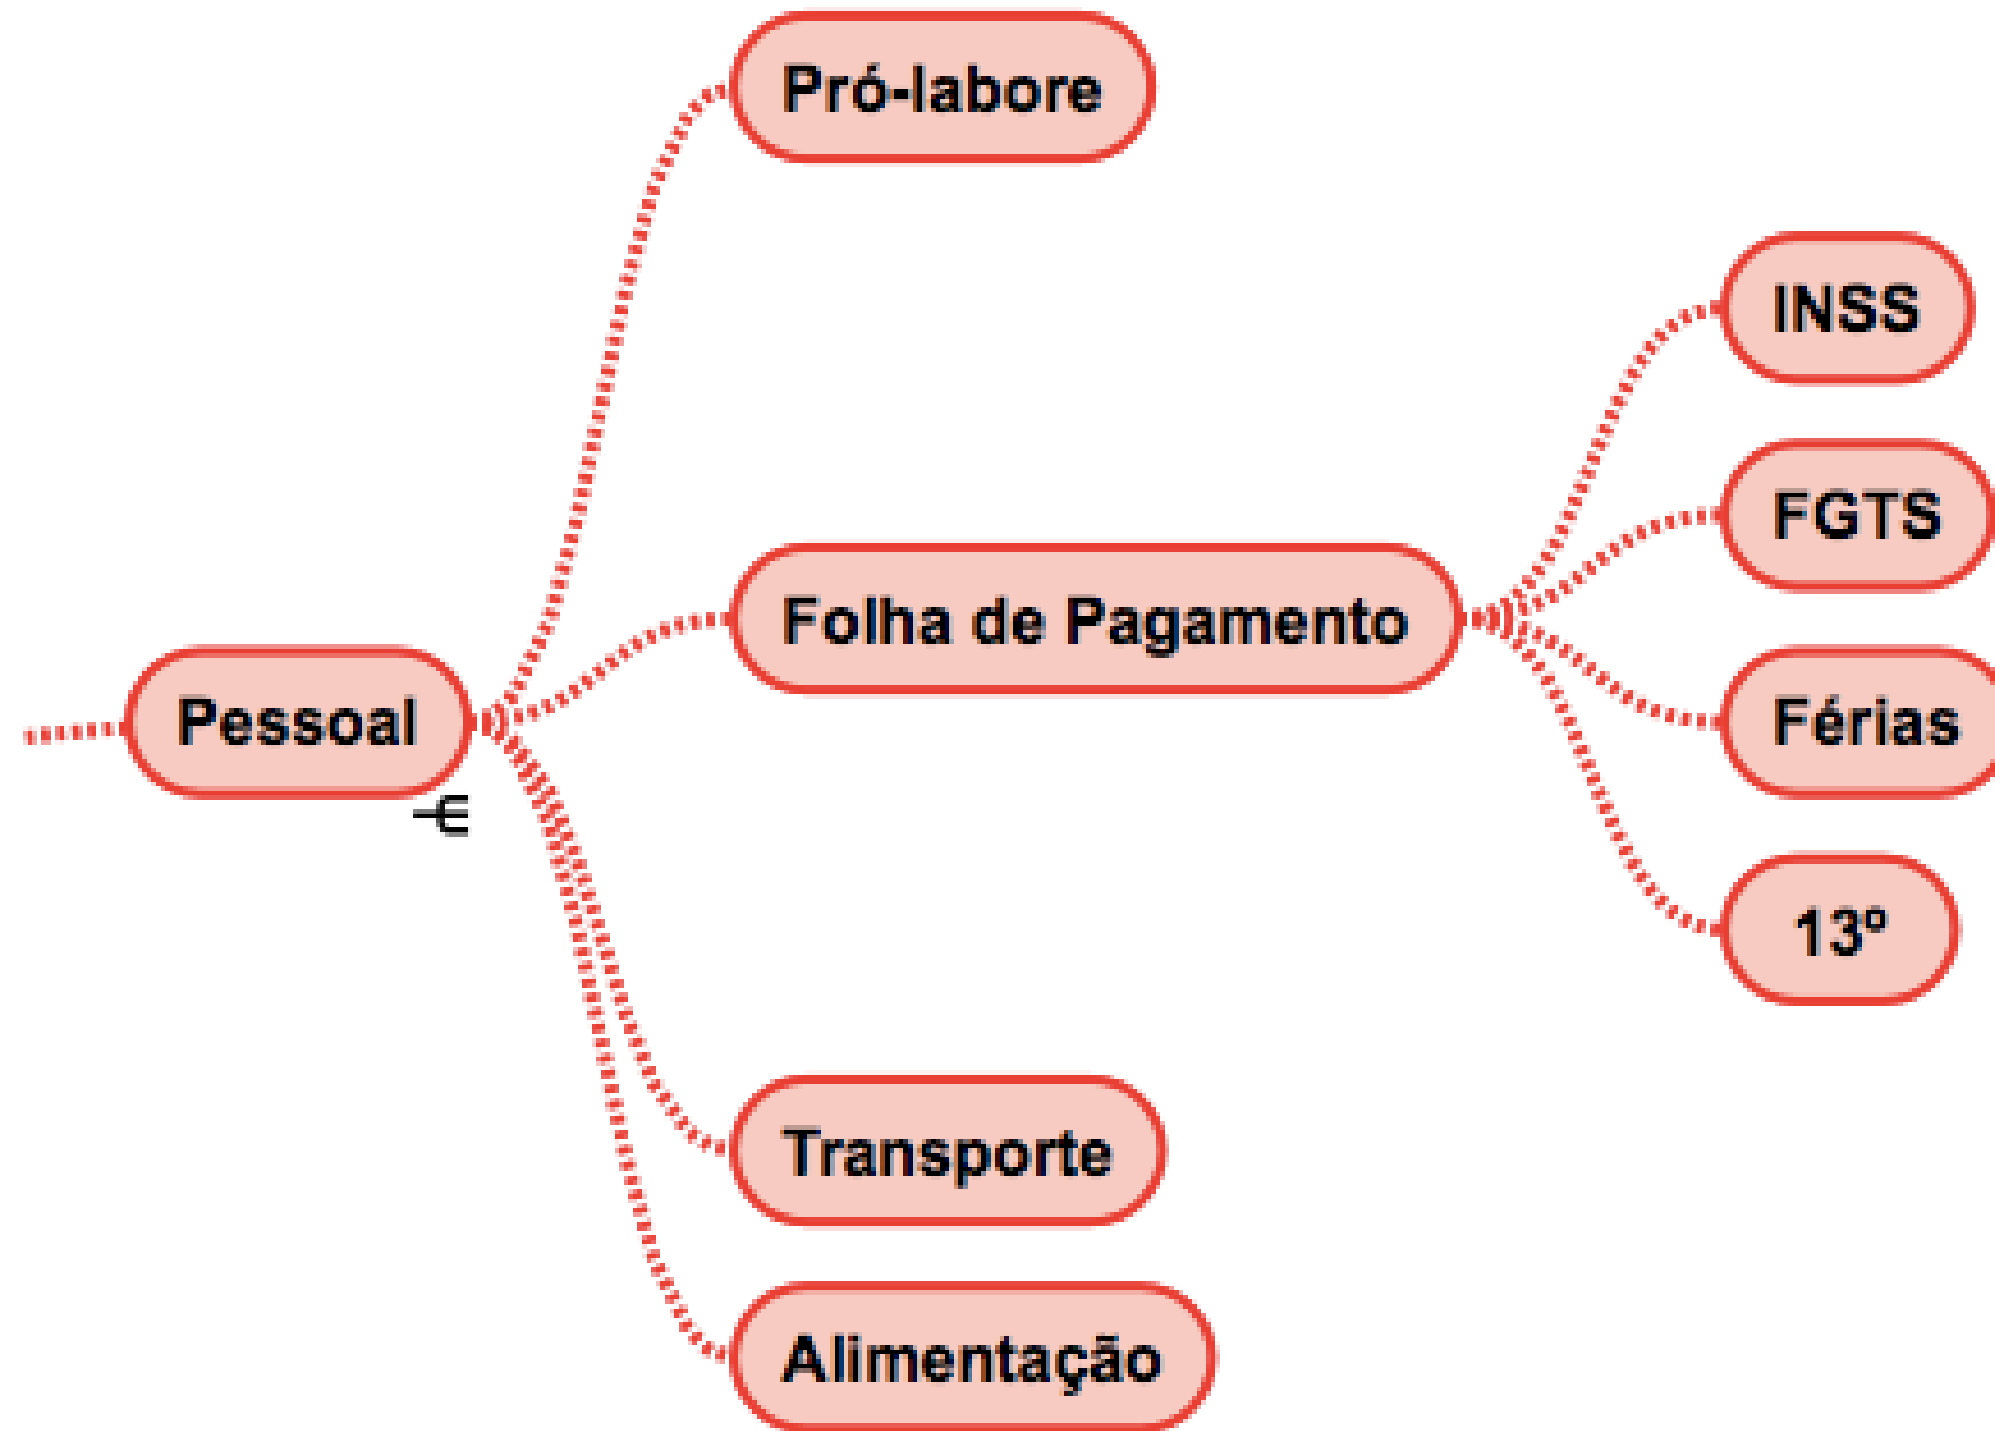 Pró-labore
INSS
FGTS
Folha de Pagamento
Pessoal
Férias
13º
Transporte
Alimentação